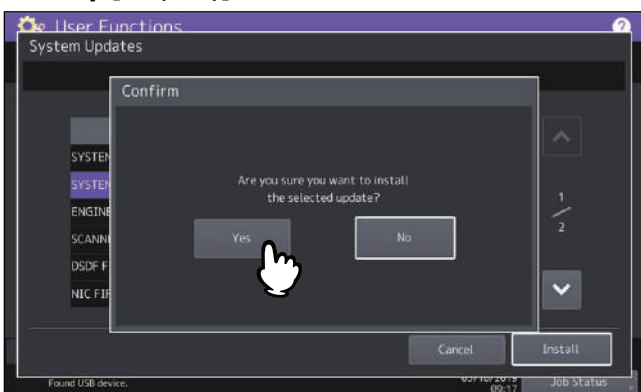 User Functions
System Updates
Confirm
SYSTEM
SYSTEM
ENGINE
SCANN
DSDF F
NIC FIR
Are you sure you want to install
the selected update?
Yes
No
1
2
Cancel
Install
Found USB device.
09:17
Job Status